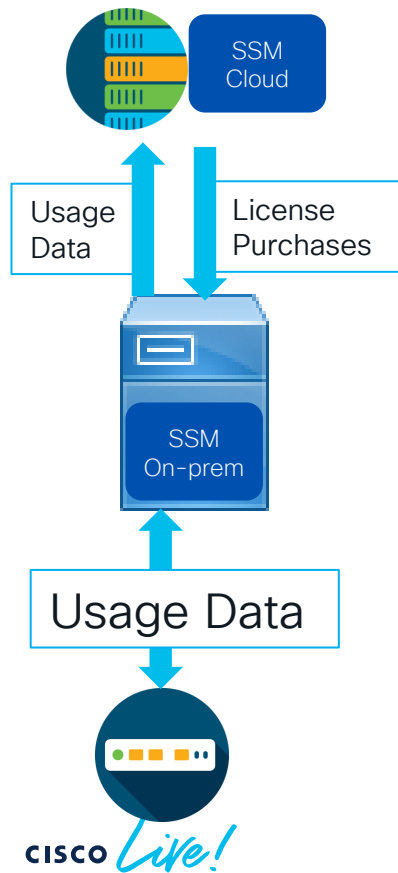 SSM
Cloud
Usage
Data
License
Purchases
SSM
On-prem
Usage Data
CISCO Live!